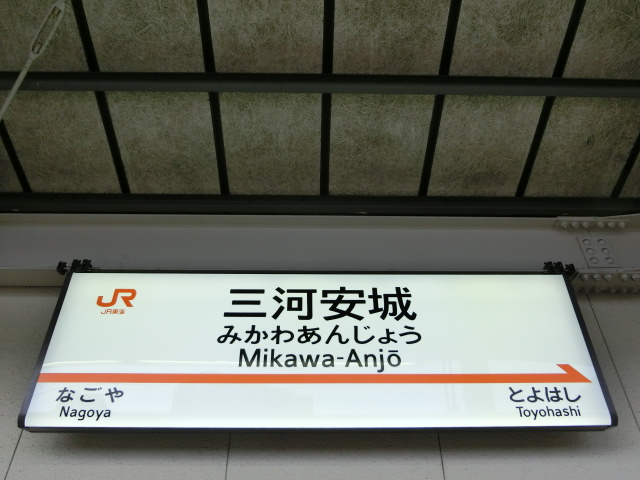 JR
JR東海
三河安城
みかわあんじょう
Mikawa-Anjō
なごや
Nagoya
とよはし
Toyohashi